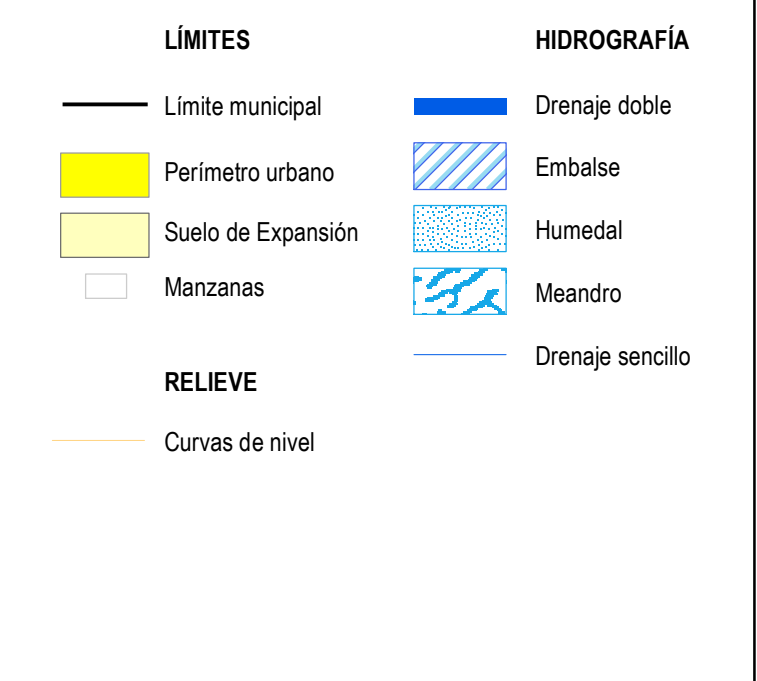 LÍMITES
Límite municipal
Perímetro urbano
Suelo de Expansión
Manzanas
RELIEVE
Curvas de nivel
HIDROGRAFÍA
Drenaje doble
Embalse
Humedal
Meandro
Drenaje sencillo